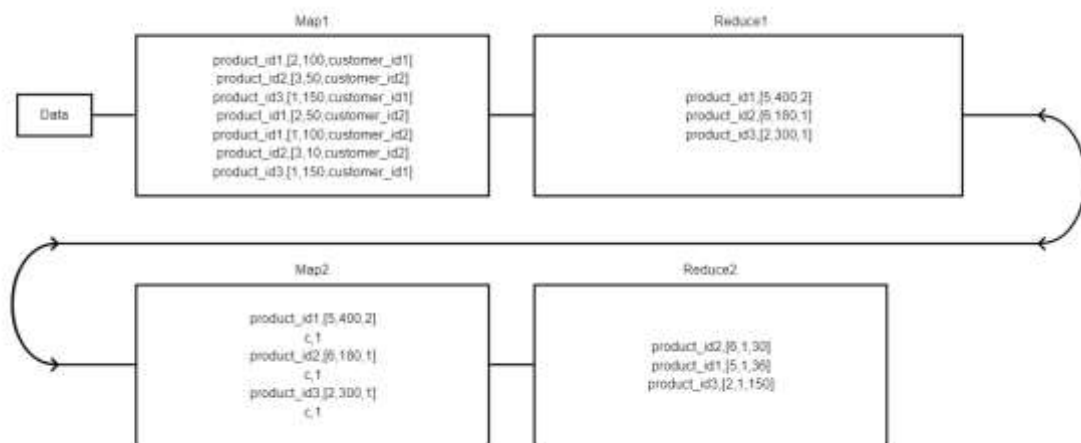 Map1
Reduce1
Data
product_id1,[2,100,customer_id1]
product_id2,[3,50,customer_id2]
product_id3,[1,150,customer_id1]
product_id1,[2,50,customer_id2]
product_id1,[1,100,customer_id2]
product_id2,[3,10,customer_id2]
product_id3,[1,150,customer_id1]
product_id1,[5,400,2]
product_id2,[6,180,1]
product_id3,[2,300,1]
Map2
Reduce2
product_id1,[5,400,2]
c,1
product_id2,[6,180,1]
c,1
product_id3,[2,300,1]
c,1
product_id2,[6,1,30]
product_id1,[5,1,36]
product_id3,[2,1,150]